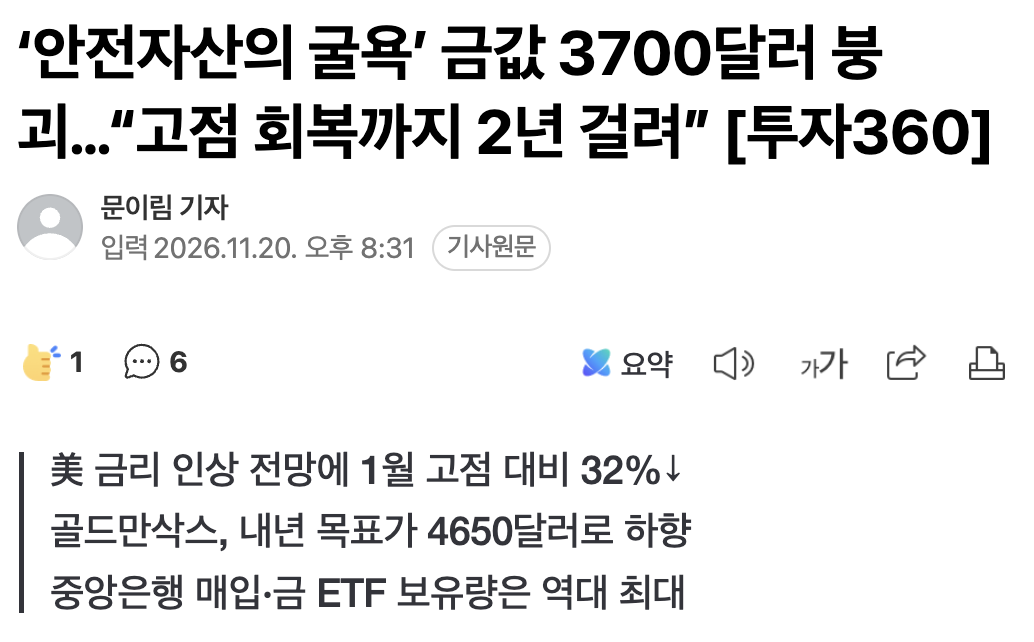 ‘안전자산의 굴욕’ 금값 3700달러 붕
괴…“고점 회복까지 2년 걸려” [투자360]
문이림 기자
입력 2026.11.20. 오후 8:31 기사원문
1 6 요약 가가
美 금리 인상 전망에 1월 고점 대비 32%↓
골드만삭스, 내년 목표가 4650달러로 하향
중앙은행 매입·금 ETF 보유량은 역대 최대